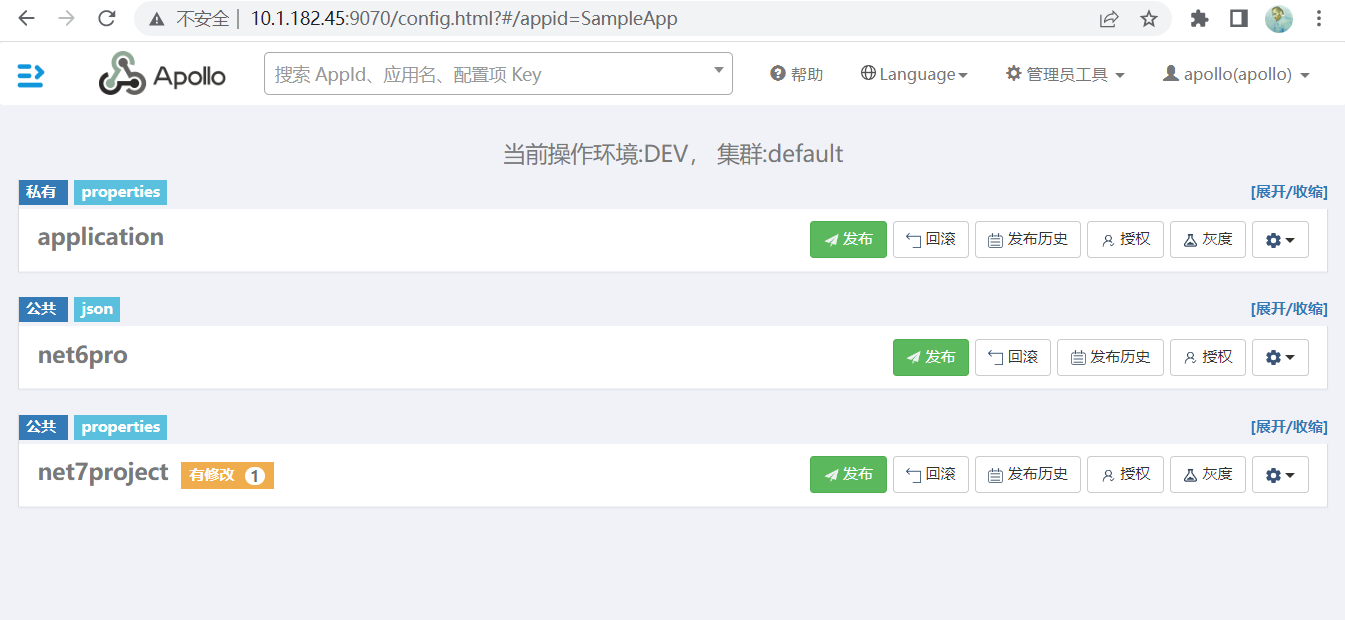 不安全 | 10.1.182.45:9070/config.html?#/appid=SampleApp
Apollo 搜索 AppId、应用名、配置项 Key 帮助 Language 管理员工具 apollo(apollo)
当前操作环境:DEV， 集群:default
私有 properties [展开/收缩]
application 发布 回滚 发布历史 授权 灰度
公共 json [展开/收缩]
net6pro 发布 回滚 发布历史 授权
公共 properties [展开/收缩]
net7project 有修改 1 发布 回滚 发布历史 授权 灰度